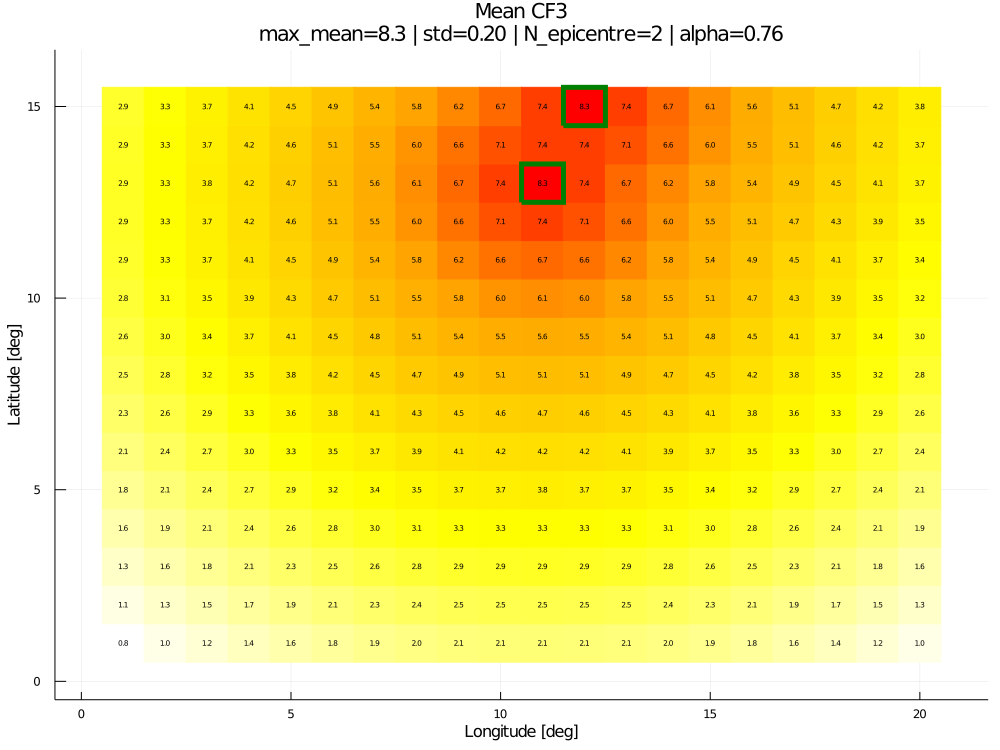 Mean CF3
max_mean=8.3 | std=0.20 | N_epicentre=2 | alpha=0.76
15 2.9 3.3 3.7 4.1 4.5 4.9 5.4 5.8 6.2 6.7 7.4 8.3 7.4 6.7 6.1 5.6 5.1 4.7 4.2 3.8
2.9 3.3 3.7 4.2 4.6 5.1 5.5 6.0 6.6 7.1 7.4 7.4 7.1 6.6 6.0 5.5 5.1 4.6 4.2 3.7
2.9 3.3 3.8 4.2 4.7 5.1 5.6 6.1 6.7 7.4 8.3 7.4 6.7 6.2 5.8 5.4 4.9 4.5 4.1 3.7
2.9 3.3 3.7 4.2 4.6 5.1 5.5 6.0 6.6 7.1 7.4 7.1 6.6 6.0 5.5 5.1 4.7 4.3 3.9 3.5
2.9 3.3 3.7 4.1 4.5 4.9 5.4 5.8 6.2 6.6 6.7 6.6 6.2 5.8 5.4 4.9 4.5 4.1 3.7 3.4
10 2.8 3.1 3.5 3.9 4.3 4.7 5.1 5.5 5.8 6.0 6.1 6.0 5.8 5.5 5.1 4.7 4.3 3.9 3.5 3.2
2.6 3.0 3.4 3.7 4.1 4.5 4.8 5.1 5.4 5.5 5.6 5.5 5.4 5.1 4.8 4.5 4.1 3.7 3.4 3.0
2.5 2.8 3.2 3.5 3.8 4.2 4.5 4.7 4.9 5.1 5.1 5.1 4.9 4.7 4.5 4.2 3.8 3.5 3.2 2.8
2.3 2.6 2.9 3.3 3.6 3.8 4.1 4.3 4.5 4.6 4.7 4.6 4.5 4.3 4.1 3.8 3.6 3.3 2.9 2.6
2.1 2.4 2.7 3.0 3.3 3.5 3.7 3.9 4.1 4.2 4.2 4.2 4.1 3.9 3.7 3.5 3.3 3.0 2.7 2.4
5 1.8 2.1 2.4 2.7 2.9 3.2 3.4 3.5 3.7 3.7 3.8 3.7 3.7 3.5 3.4 3.2 2.9 2.7 2.4 2.1
1.6 1.9 2.1 2.4 2.6 2.8 3.0 3.1 3.3 3.3 3.3 3.3 3.3 3.1 3.0 2.8 2.6 2.4 2.1 1.9
1.3 1.6 1.8 2.1 2.3 2.5 2.6 2.8 2.9 2.9 2.9 2.9 2.9 2.8 2.6 2.5 2.3 2.1 1.8 1.6
1.1 1.3 1.5 1.7 1.9 2.1 2.3 2.4 2.5 2.5 2.5 2.5 2.5 2.4 2.3 2.1 1.9 1.7 1.5 1.3
0.8 1.0 1.2 1.4 1.6 1.8 1.9 2.0 2.1 2.1 2.1 2.1 2.1 2.0 1.9 1.8 1.6 1.4 1.2 1.0
0
0 5 10 15 20
Longitude [deg]
Latitude [deg]